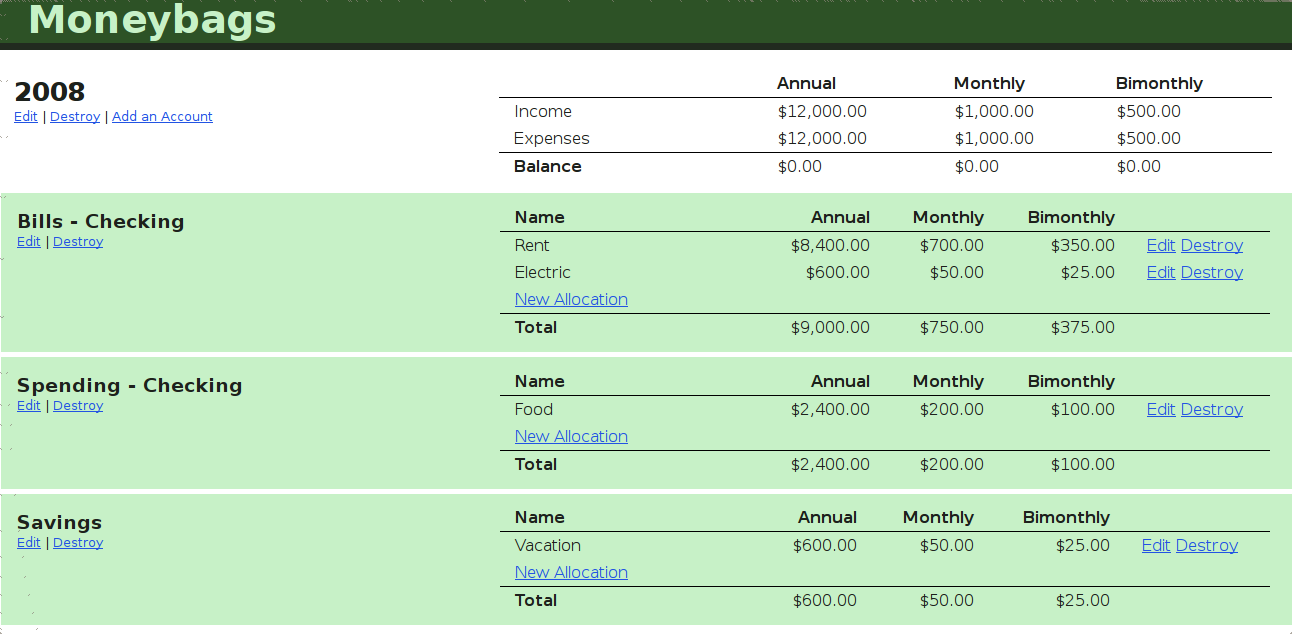 Moneybags
2008
Edit | Destroy | Add an Account
Annual Monthly Bimonthly
Income $12,000.00 $1,000.00 $500.00
Expenses $12,000.00 $1,000.00 $500.00
Balance $0.00 $0.00 $0.00
Bills - Checking
Edit | Destroy
Name Annual Monthly Bimonthly
Rent $8,400.00 $700.00 $350.00 Edit Destroy
Electric $600.00 $50.00 $25.00 Edit Destroy
New Allocation
Total $9,000.00 $750.00 $375.00
Spending - Checking
Edit | Destroy
Name Annual Monthly Bimonthly
Food $2,400.00 $200.00 $100.00 Edit Destroy
New Allocation
Total $2,400.00 $200.00 $100.00
Savings
Edit | Destroy
Name Annual Monthly Bimonthly
Vacation $600.00 $50.00 $25.00 Edit Destroy
New Allocation
Total $600.00 $50.00 $25.00